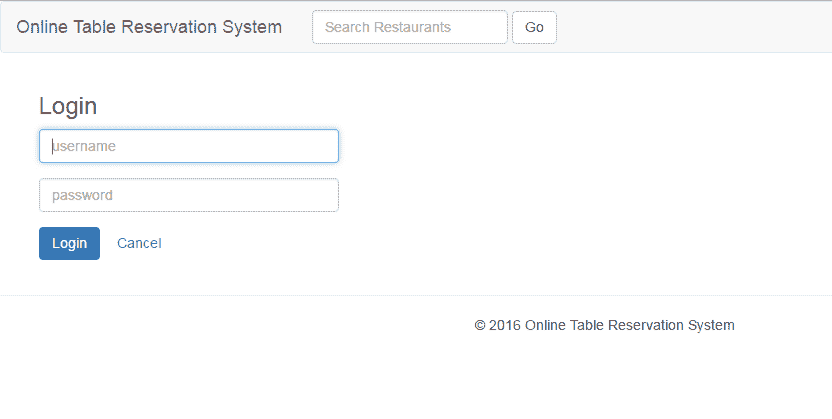 Online Table Reservation System Search Restaurants Go
Login
username
password
Login Cancel
© 2016 Online Table Reservation System